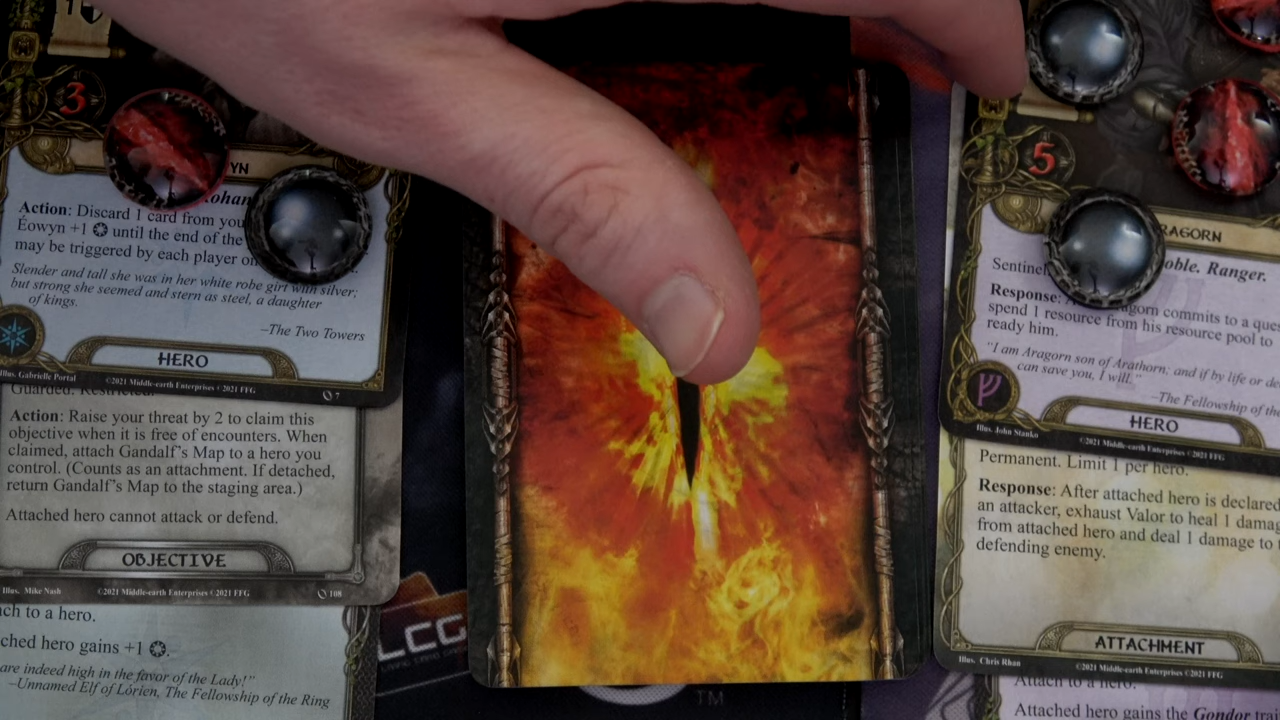 3
YN
Rohan
Action: Discard 1 card from you
Éowyn +1 until the end of the
may be triggered by each player on
Slender and tall she was in her white robe girt with silver;
but strong she seemed and stern as steel, a daughter
of kings.
–The Two Towers
HERO
Illus. Gabrielle Portal ©2021 Middle-earth Enterprises ©2021 FFG 7
Guarded. Restricted.
Action: Raise your threat by 2 to claim this
objective when it is free of encounters. When
claimed, attach Gandalf's Map to a hero you
control. (Counts as an attachment. If detached,
return Gandalf's Map to the staging area.)
Attached hero cannot attack or defend.
OBJECTIVE
Illus. Mike Nash ©2021 Middle-earth Enterprises ©2021 FFG 108
ch to a hero.
ched hero gains +1
are indeed high in the favor of the Lady!"
–Unnamed Elf of Lórien, The Fellowship of the Ring
LCG
LIVING CARD GAME
TM
5
RAGORN
oble. Ranger.
Sentinel
Response: A agorn commits to a que
spend 1 resource from his resource pool to
ready him.
"I am Aragorn son of Arathorn; and if by life or de
can save you, I will."
–The Fellowship of the
HERO
Illus. John Stanko ©2021 Middle-earth Enterprises ©2021 FFG
Permanent. Limit 1 per hero.
Response: After attached hero is declared
an attacker, exhaust Valor to heal 1 damag
from attached hero and deal 1 damage to t
defending enemy.
ATTACHMENT
Illus. Chris Rhan ©2021 Middle-earth Enterprises ©2021 FFG
Attach to a hero.
Attached hero gains the Gondor trai